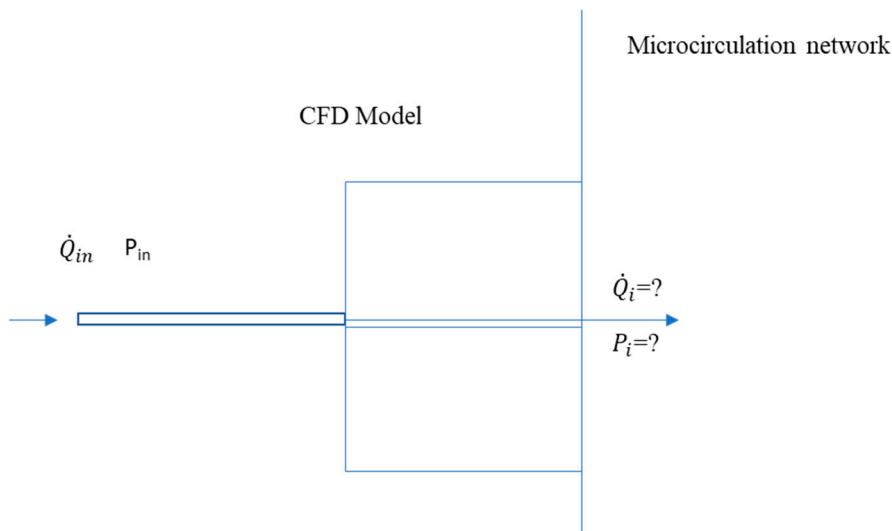 Microcirculation network
CFD Model
Q̇in Pin
Q̇i=?
Pi=?